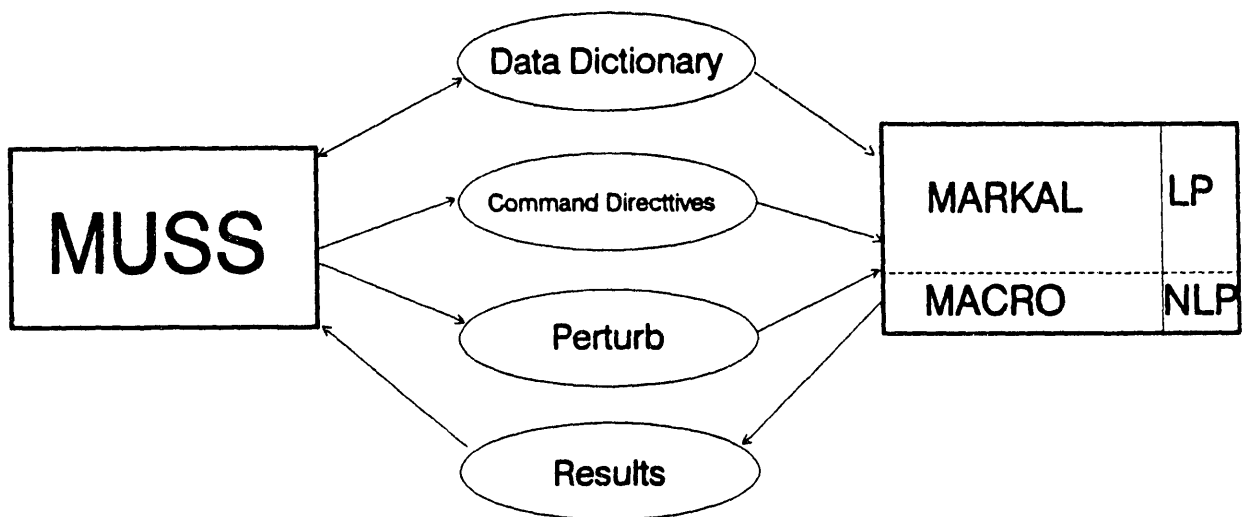 Data Dictionary
MUSS
Command Directtives
Perturb
Results
MARKAL
LP
MACRO
NLP